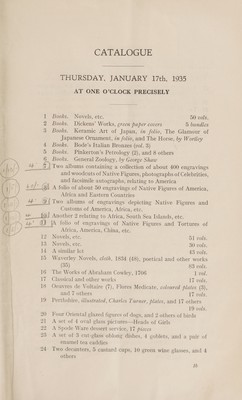 CATALOGUE
THURSDAY, JANUARY 17th, 1935
AT ONE O'CLOCK PRECISELY
1 Books. Novels, etc. 50 vols.
2 Books. Dickens' Works, green paper covers 5 bundles
3 Books. Keramic Art of Japan, in folio, The Glamour of
Japanese Ornament, in folio, and The Horse, by Wortley
4 Books. Bode's Italian Bronzes (vol. 3)
5 Books. Pinkerton's Petrology (2), and 6 others
6 Books. General Zoology, by George Shaw
7 Two albums containing a collection of about 400 engravings
and woodcuts of Native Figures, photographs of Celebrities,
and facsimile autographs, relating to America
8 A folio of about 50 engravings of Native Figures of America,
Africa and Eastern Countries
9 Two albums of engravings depicting Native Figures and
Customs of America, Africa, etc.
10 Another 2 relating to Africa, South Sea Islands, etc.
11 A folio of engravings of Native Figures and Tortures of
Africa, America, China, etc.
12 Novels, etc. 51 vols.
13 Novels, etc. 30 vols.
14 A similar lot 45 vols.
15 Waverley Novels, cloth, 1834 (48), poetical and other works
(35) 83 vols.
16 The Works of Abraham Cowley, 1700 1 vol.
17 Classical and other works 17 vols.
18 Oeuvres de Voltaire (7), Flutes Meditate, coloured plates (3),
and 7 others 17 vols.
19 Perthshire, illustrated, Charles Turner, plates, and 17 others
19 vols.
20 Four Oriental glazed figures of dogs, and 2 others of birds
21 A set of 4 oval glass pictures—Heads of Girls
22 A Spode Ware dessert service, 17 pieces
23 A set of 3 cut-glass oblong dishes, 4 goblets, and a pair of
enamel tea caddies
24 Two decanters, 5 custard cups, 10 green wine glasses, and 4
others